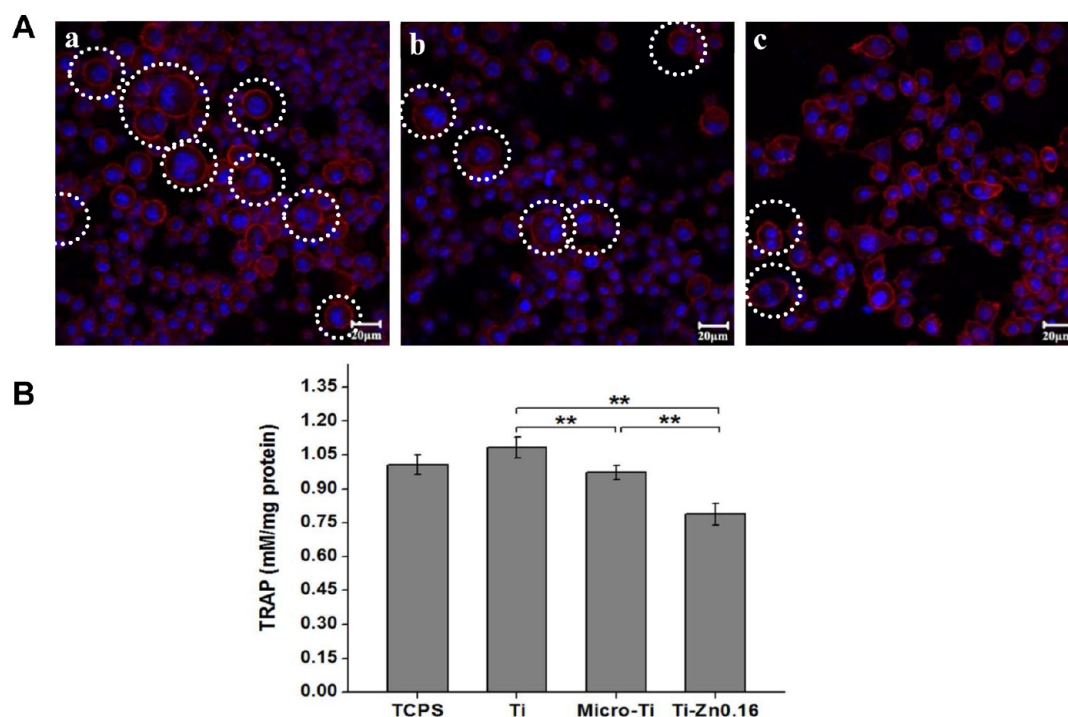 A
a
b
c
20μm
20μm
20μm
B
TRAP (mM/mg protein)
1.35
1.20
1.05
0.90
0.75
0.60
0.45
0.30
0.15
0.00
**
**
**
TCPS
Ti
Micro-Ti
Ti-Zn0.16